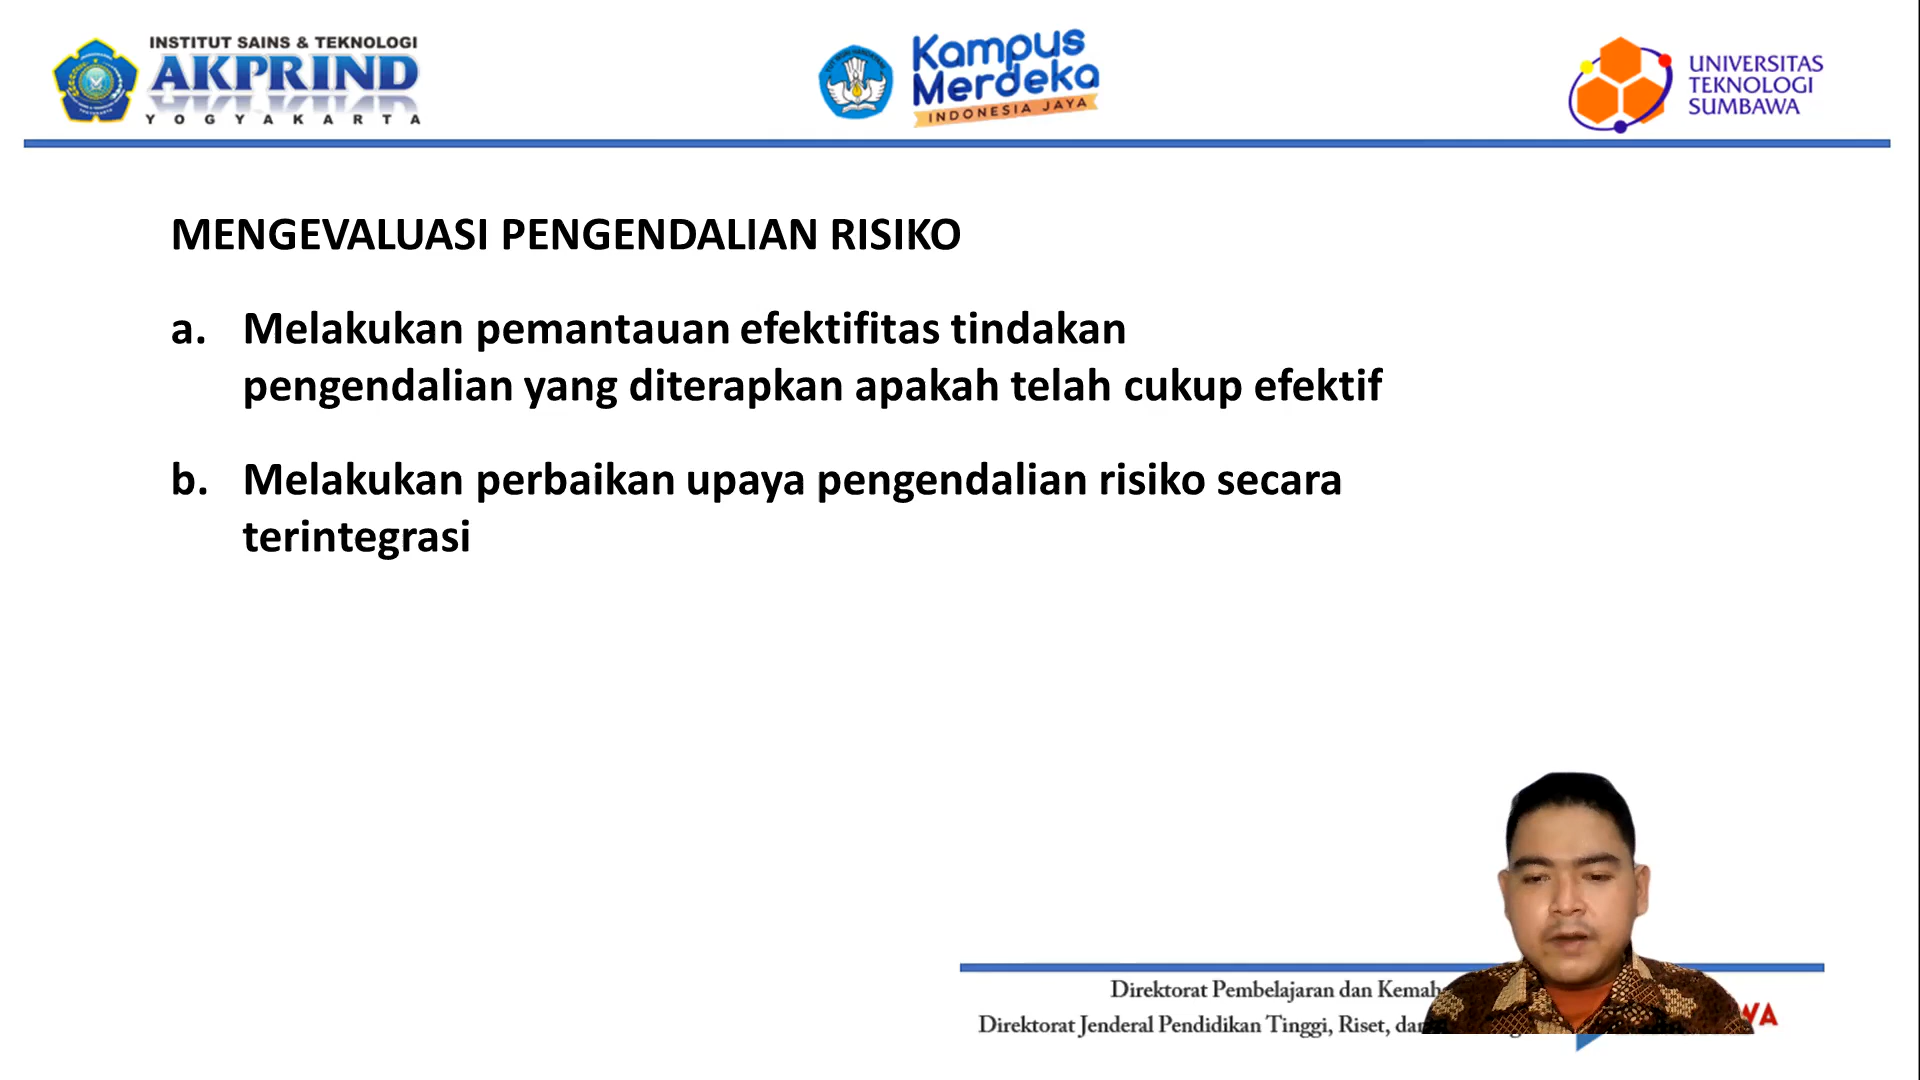 INSTITUT SAINS & TEKNOLOGI
AKPRIND
YOGYAKARTA
Kampus
Merdeka
INDONESIA JAYA
UNIVERSITAS
TEKNOLOGI
SUMBAWA
MENGEVALUASI PENGENDALIAN RISIKO
a. Melakukan pemantauan efektifitas tindakan
pengendalian yang diterapkan apakah telah cukup efektif
b. Melakukan perbaikan upaya pengendalian risiko secara
terintegrasi
Direktorat Pembelajaran dan
Direktorat Jenderal Pendidikan Tinggi, Riset,